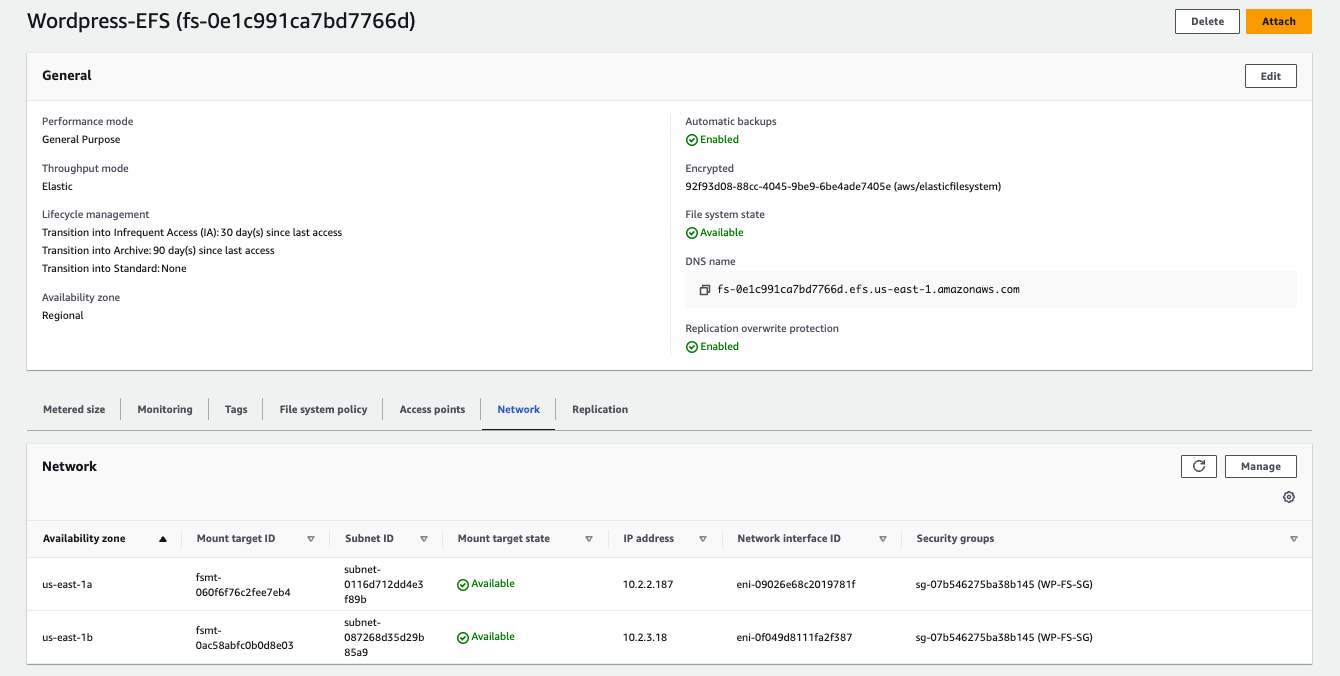 Wordpress-EFS (fs-0e1c991ca7bd7766d)
Delete
Attach
General
Edit
Performance mode
General Purpose
Throughput mode
Elastic
Lifecycle management
Transition into Infrequent Access (IA): 30 day(s) since last access
Transition into Archive: 90 day(s) since last access
Transition into Standard: None
Availability zone
Regional
Automatic backups
Enabled
Encrypted
92f93d08-88cc-4045-9be9-6be4ade7405e (aws/elasticfilesystem)
File system state
Available
DNS name
fs-0e1c991ca7bd7766d.efs.us-east-1.amazonaws.com
Replication overwrite protection
Enabled
Metered size
Monitoring
Tags
File system policy
Access points
Network
Replication
Network
Manage
Availability zone
Mount target ID
Subnet ID
Mount target state
IP address
Network interface ID
Security groups
us-east-1a
fsmt-
060f6f76c2fee7eb4
subnet-
0116d712dd4e3
f89b
Available
10.2.2.187
eni-09026e68c2019781f
sg-07b546275ba38b145 (WP-FS-SG)
us-east-1b
fsmt-
0ac58abfc0b0d8e03
subnet-
087268d35d29b
85a9
Available
10.2.3.18
eni-0f049d8111fa2f387
sg-07b546275ba38b145 (WP-FS-SG)